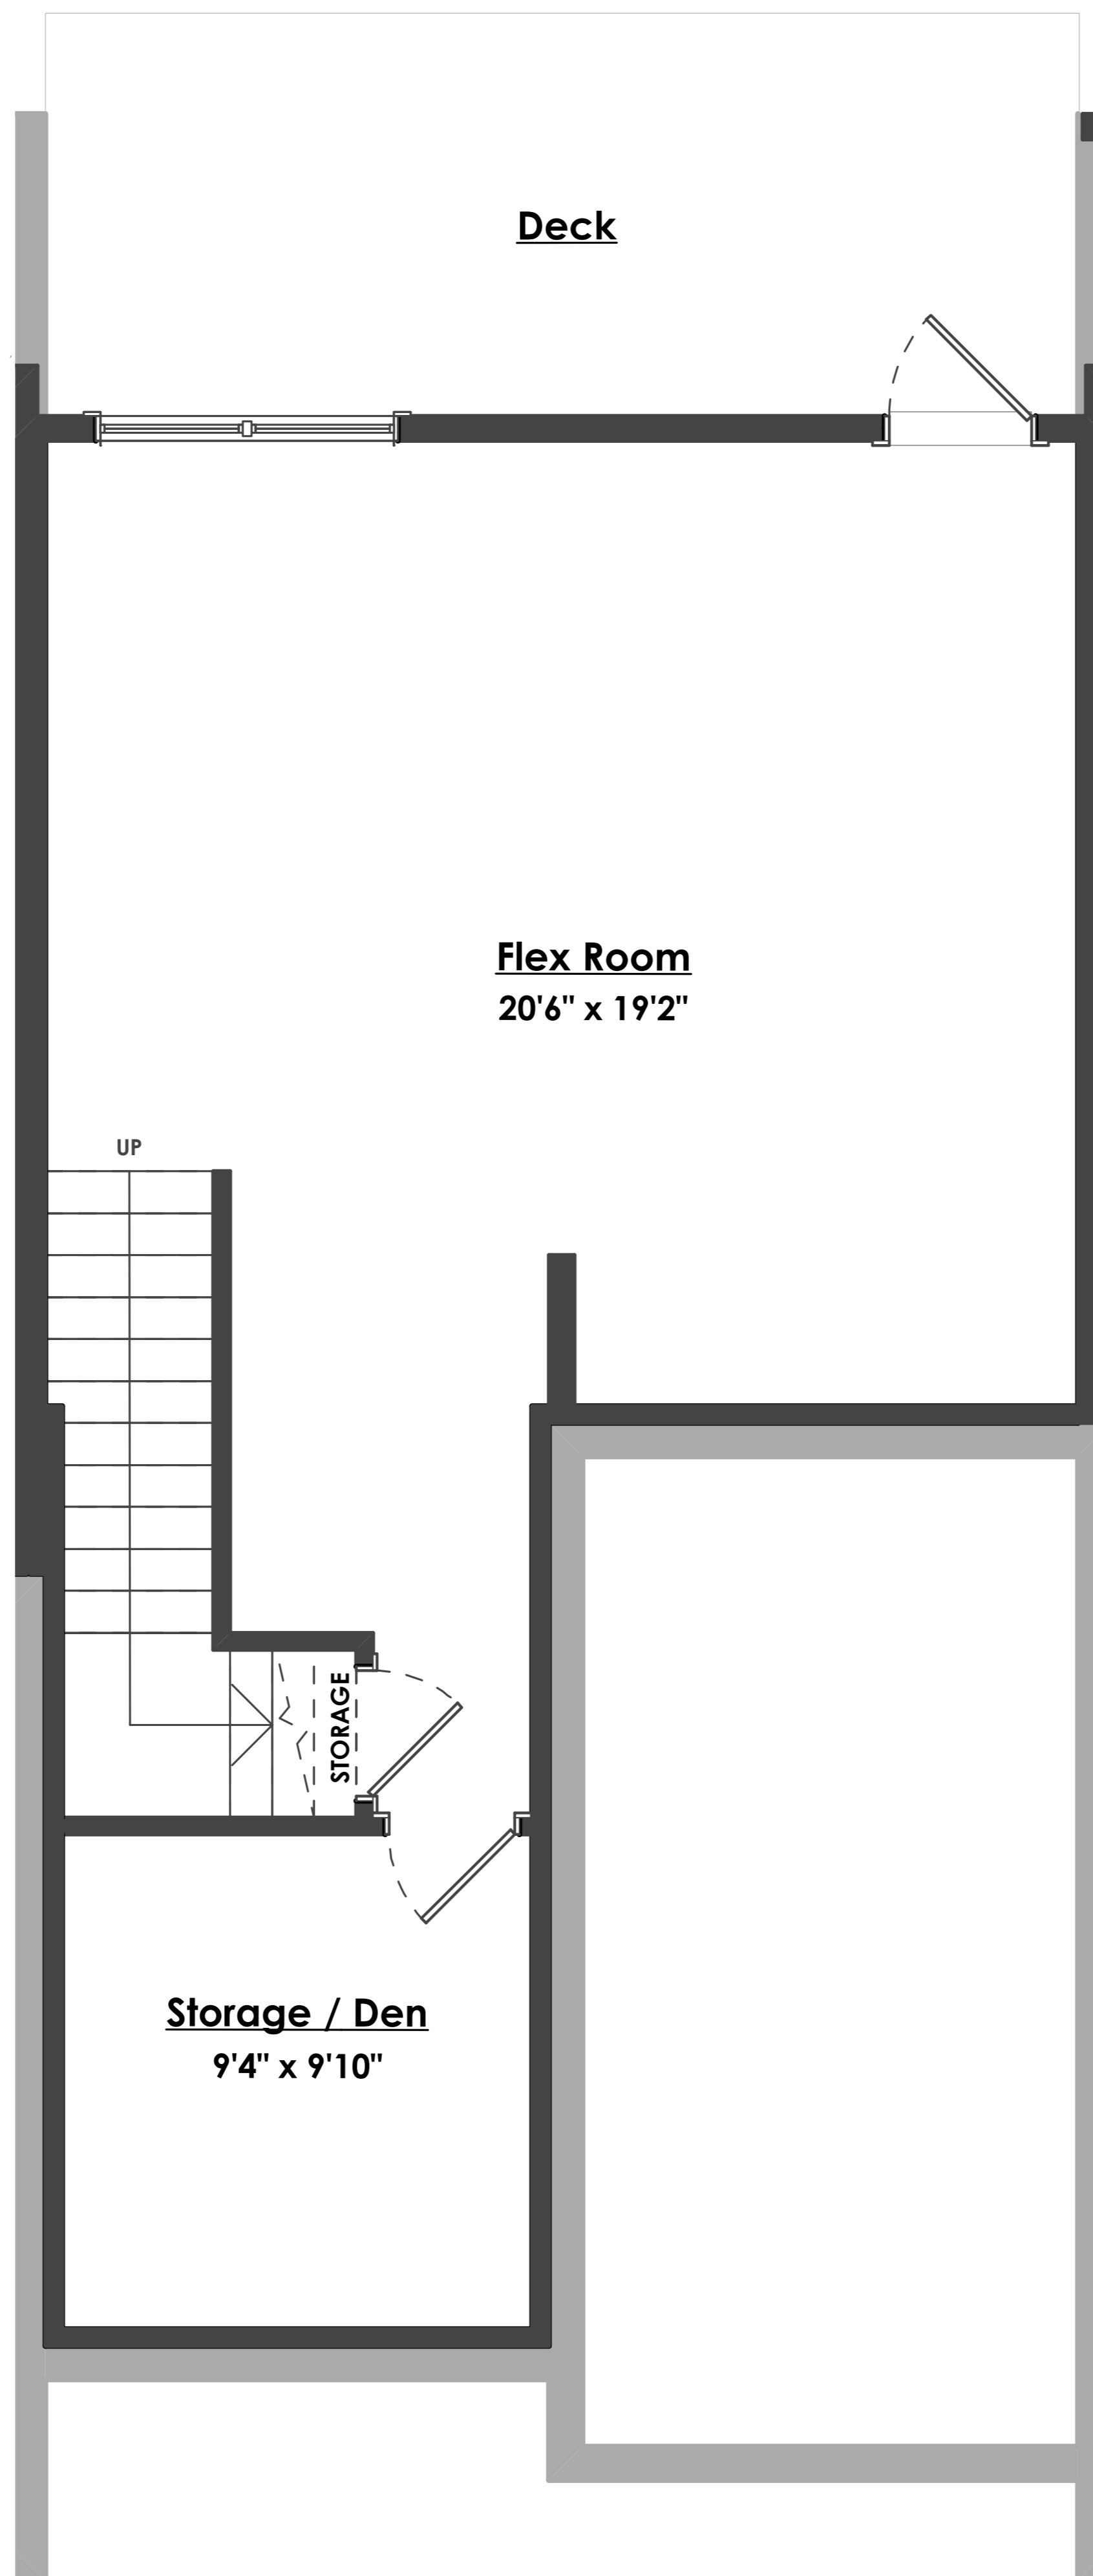 Deck
Flex Room
20'6" x 19'2"
UP
STORAGE
Storage / Den
9'4" x 9'10"